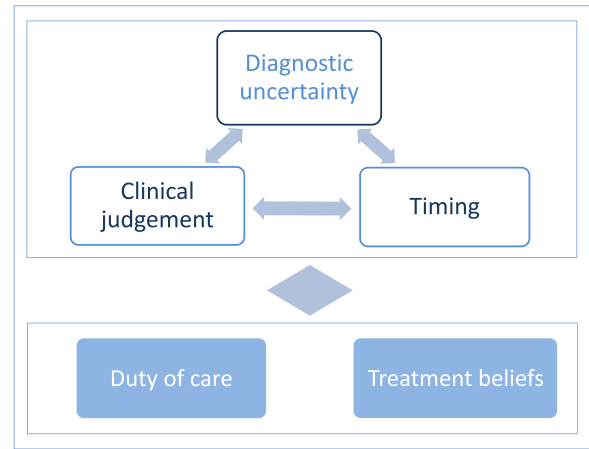 Diagnostic
uncertainty
Clinical
judgement
Timing
Duty of care
Treatment beliefs